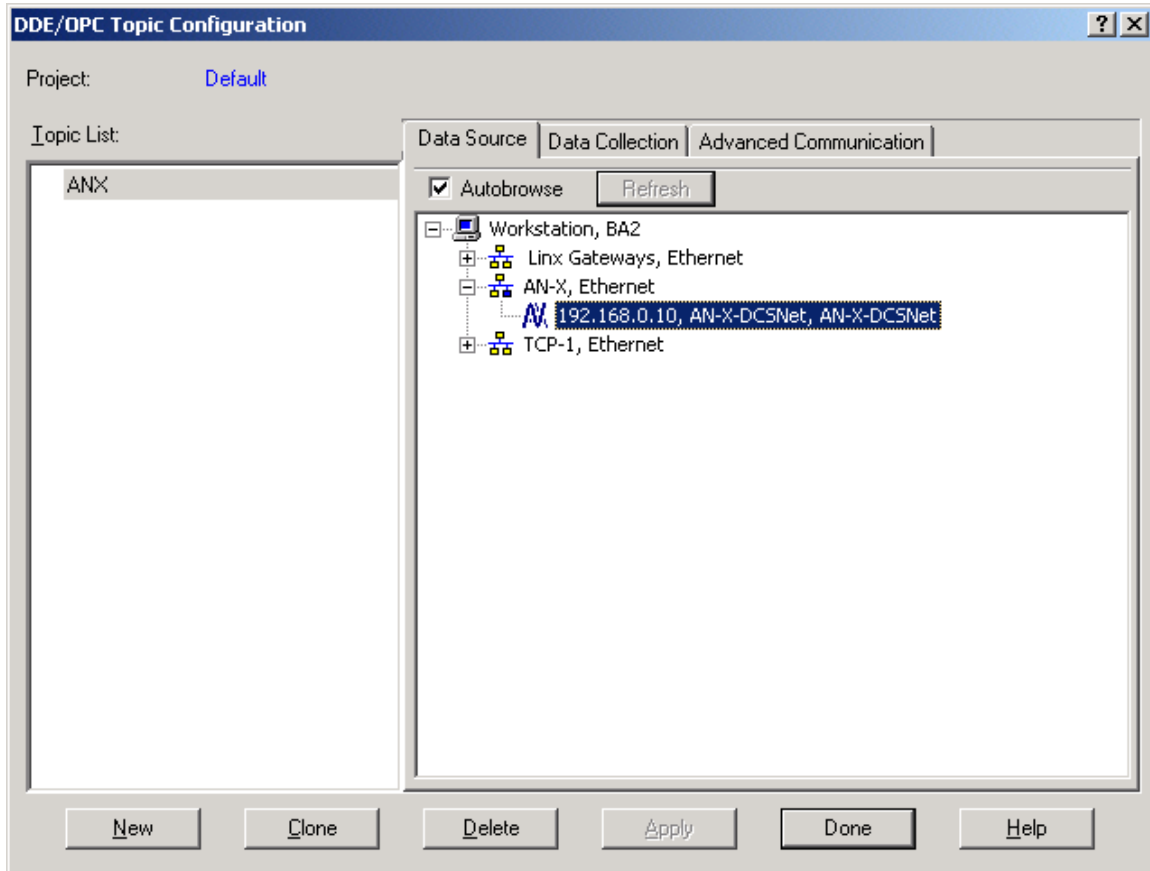 DDE/OPC Topic Configuration
Project: Default
Topic List:
ANX
Data Source Data Collection Advanced Communication
Autobrowse Refresh
Workstation, BA2
Linx Gateways, Ethernet
AN-X, Ethernet
192.168.0.10, AN-X-DCSNet, AN-X-DCSNet
TCP-1, Ethernet
New Clone Delete Apply Done Help